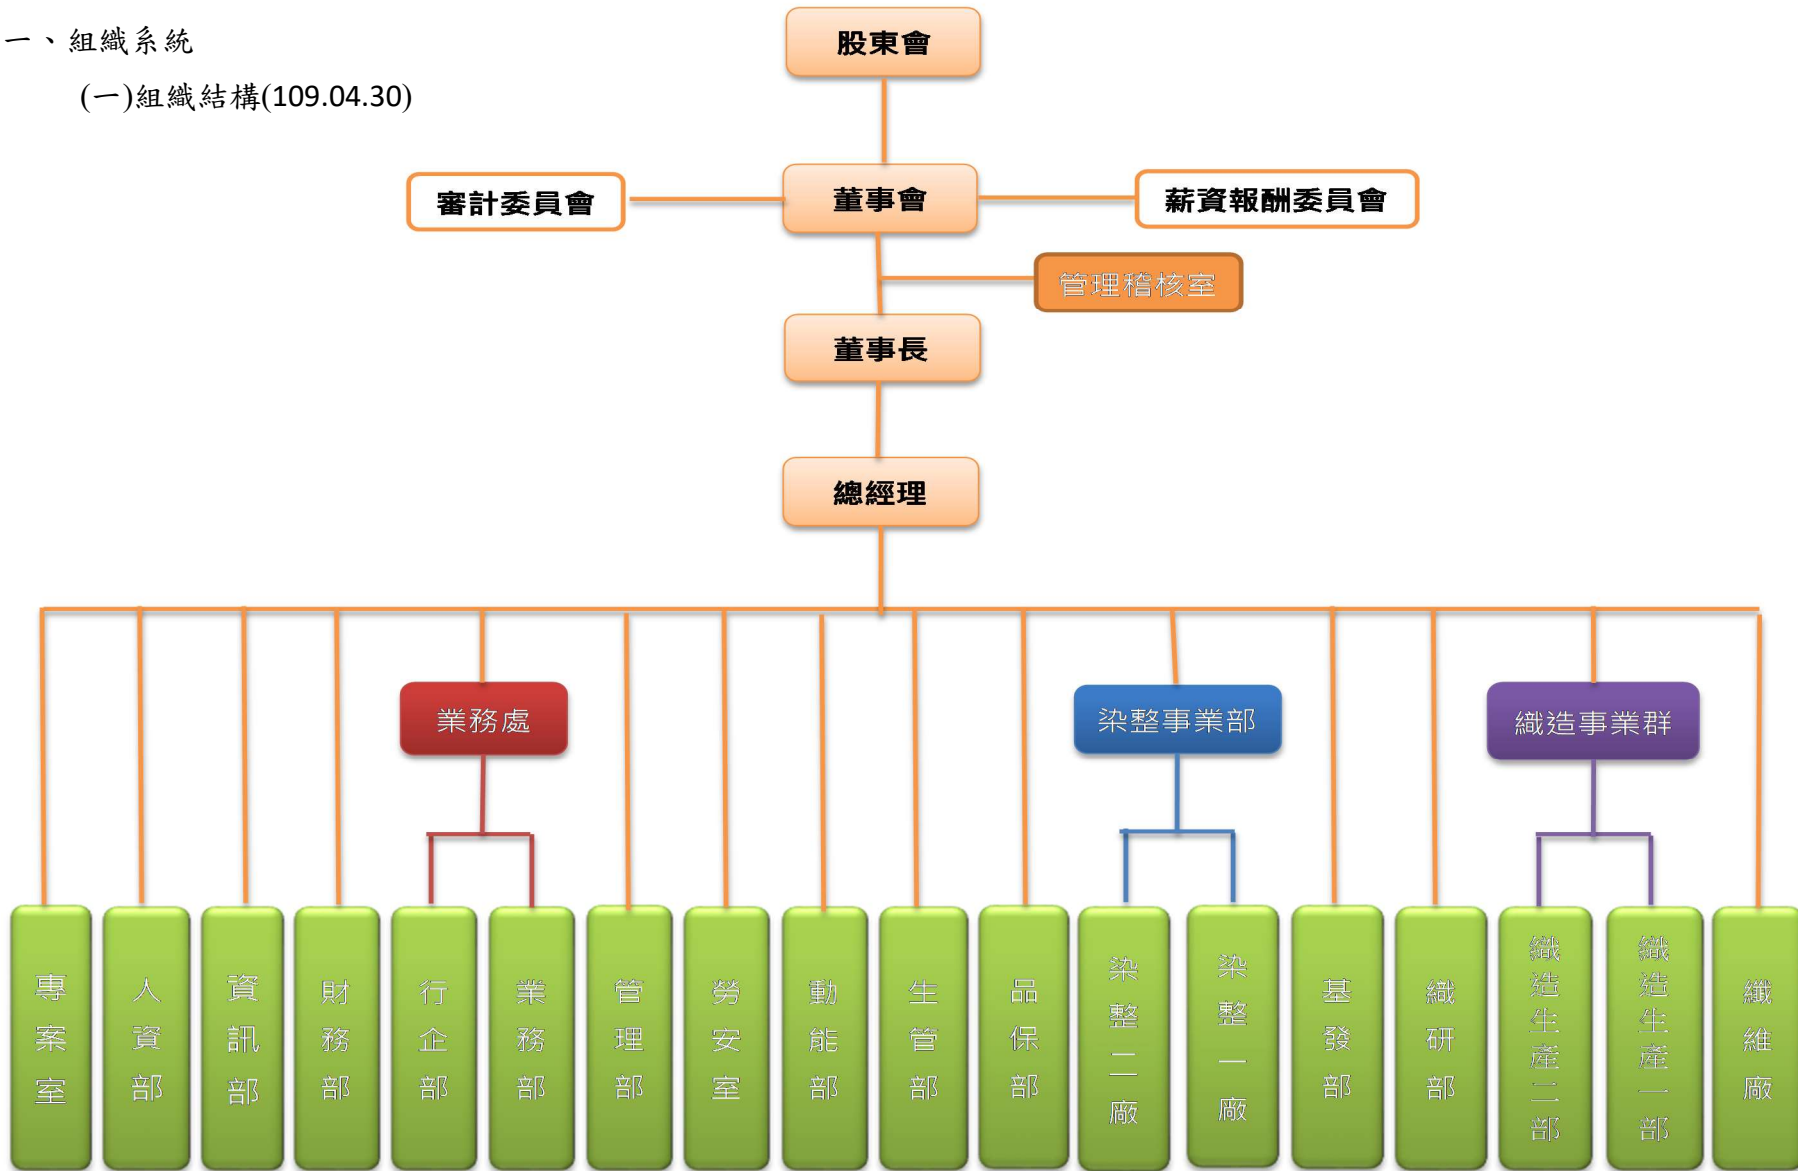 一、組織系統
(一)組織結構(109.04.30)
股東會
審計委員會
董事會
薪資報酬委員會
管理稽核室
董事長
總經理
業務處
染整事業部
織造事業群
專案室
人資部
資訊部
財務部
行企部
業務部
管理部
勞安室
動能部
生管部
品保部
染整二廠
染整一廠
基發部
織研部
織造生產二部
織造生產一部
纖維廠